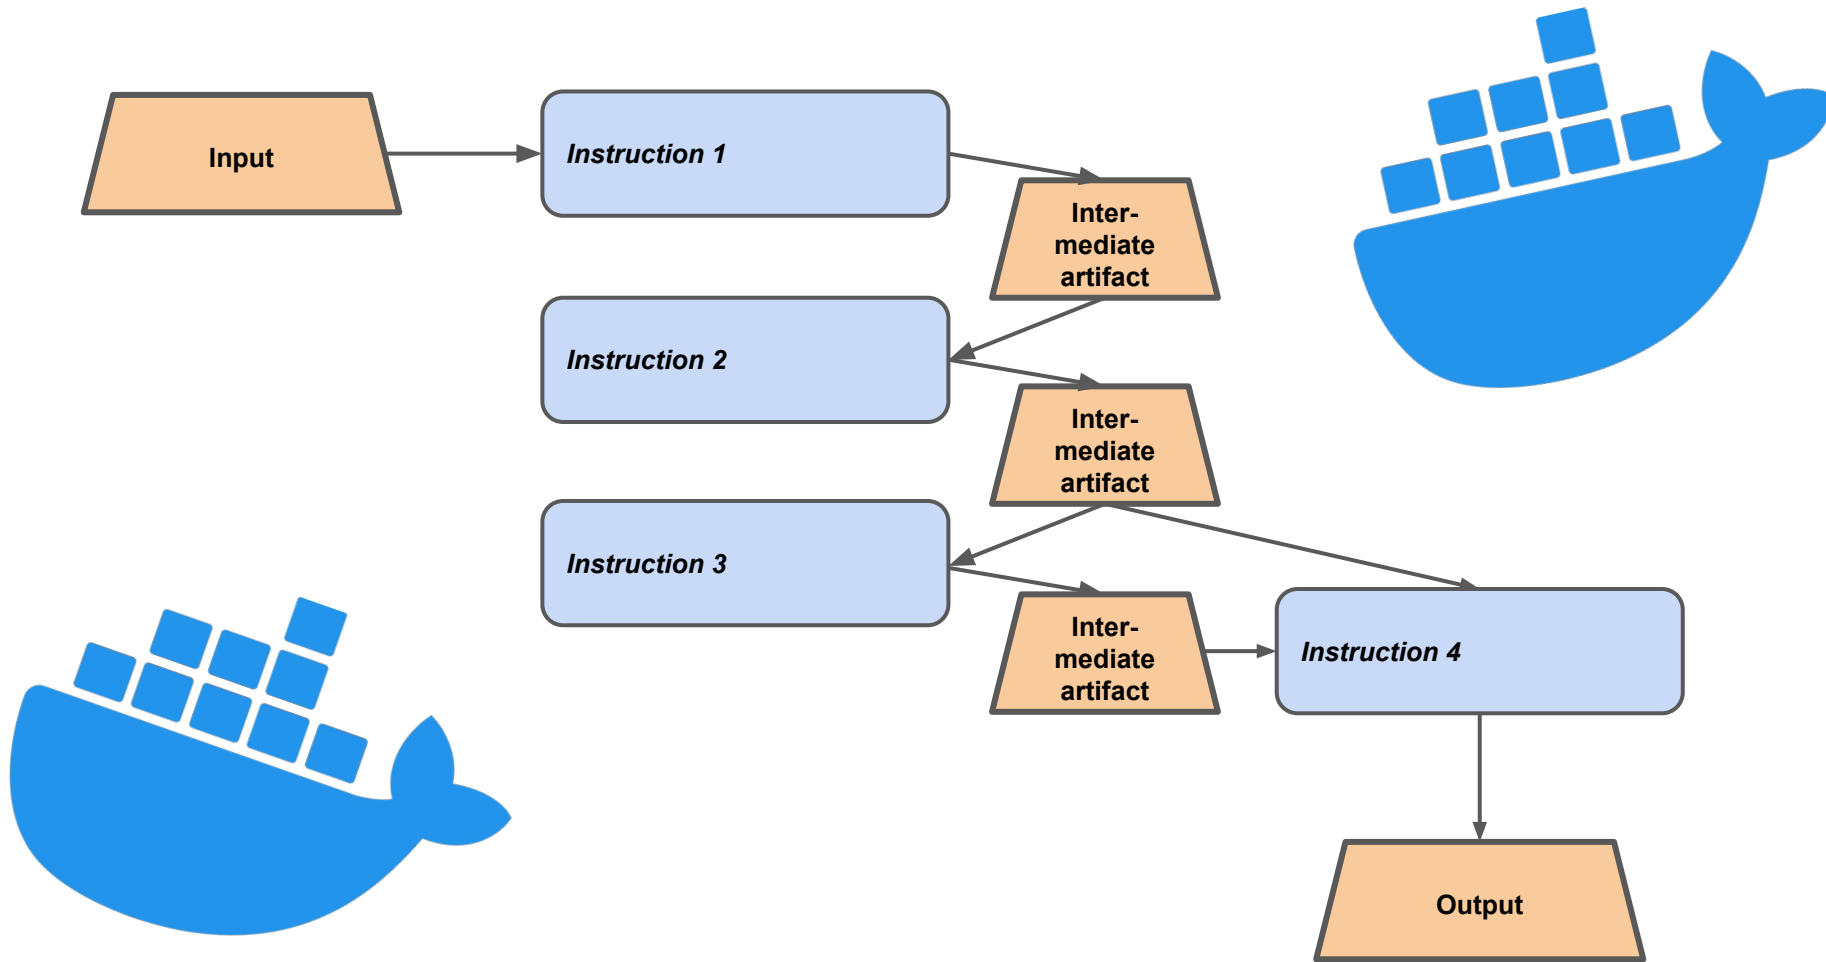 Input
Instruction 1
Inter-
mediate
artifact
Instruction 2
Inter-
mediate
artifact
Instruction 3
Inter-
mediate
artifact
Instruction 4
Output